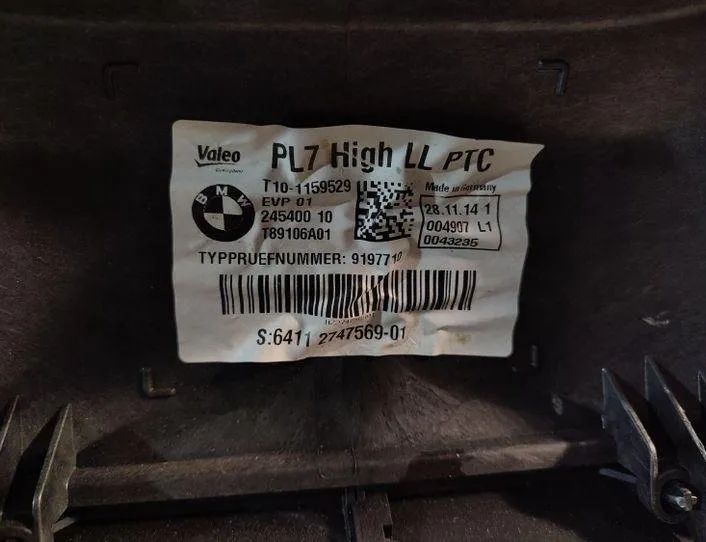 Valeo PL7 High LL PTC
T10-1159529 Made in Germany
BMW EVP 01
245400 10 28.11.14 1
T89106A01 004907 L1
0043235
TYPPRUEFNUMMER: 9197710
S:6411 2747569-01